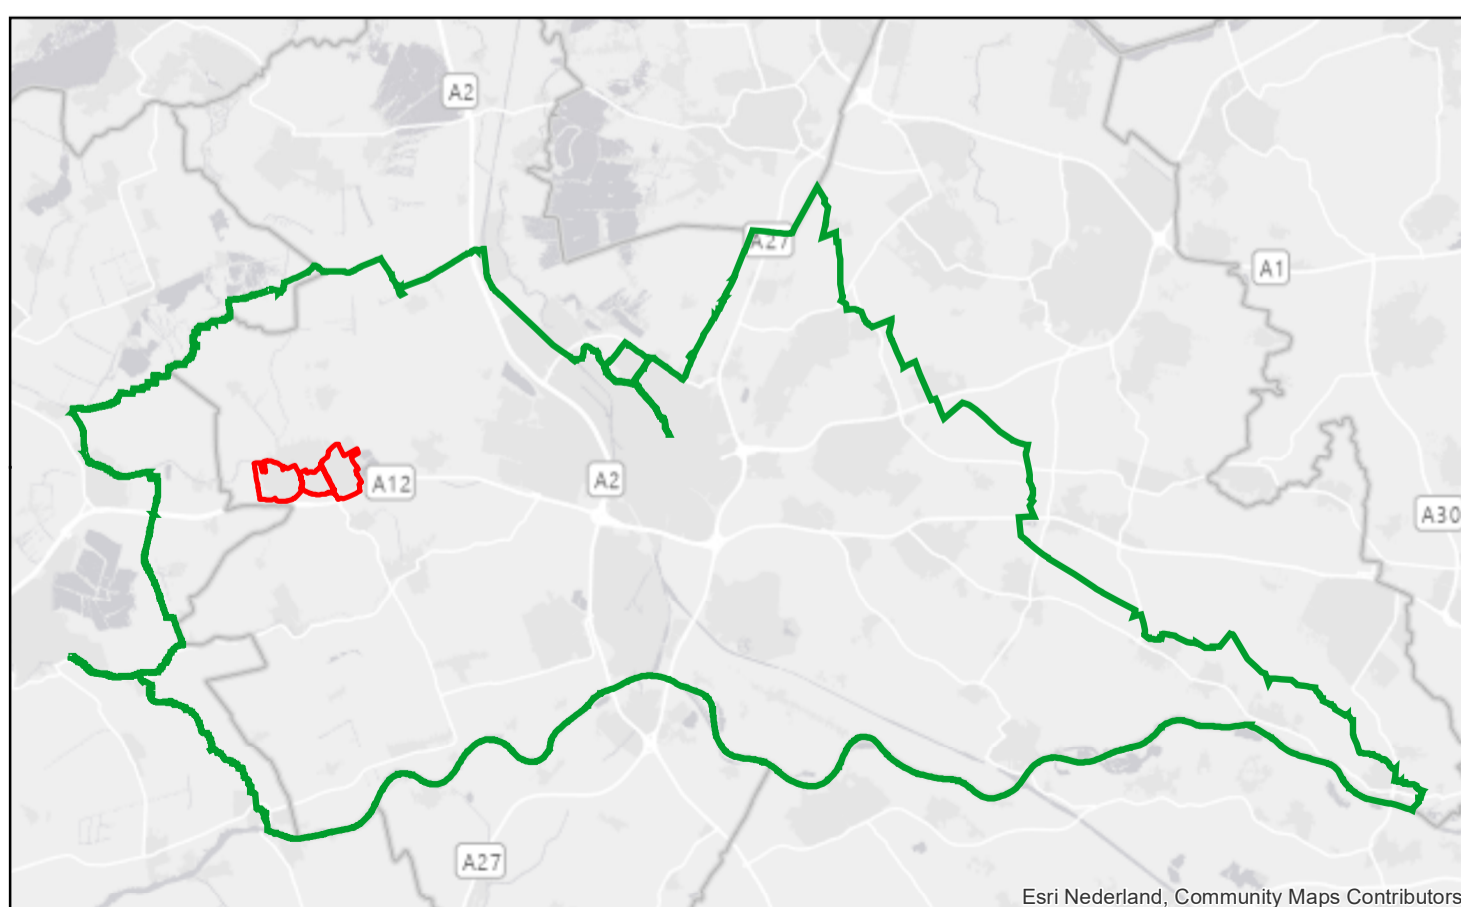 A2
A27
A1
A12
A2
A30
A27
Esri Nederland, Community Maps Contributors